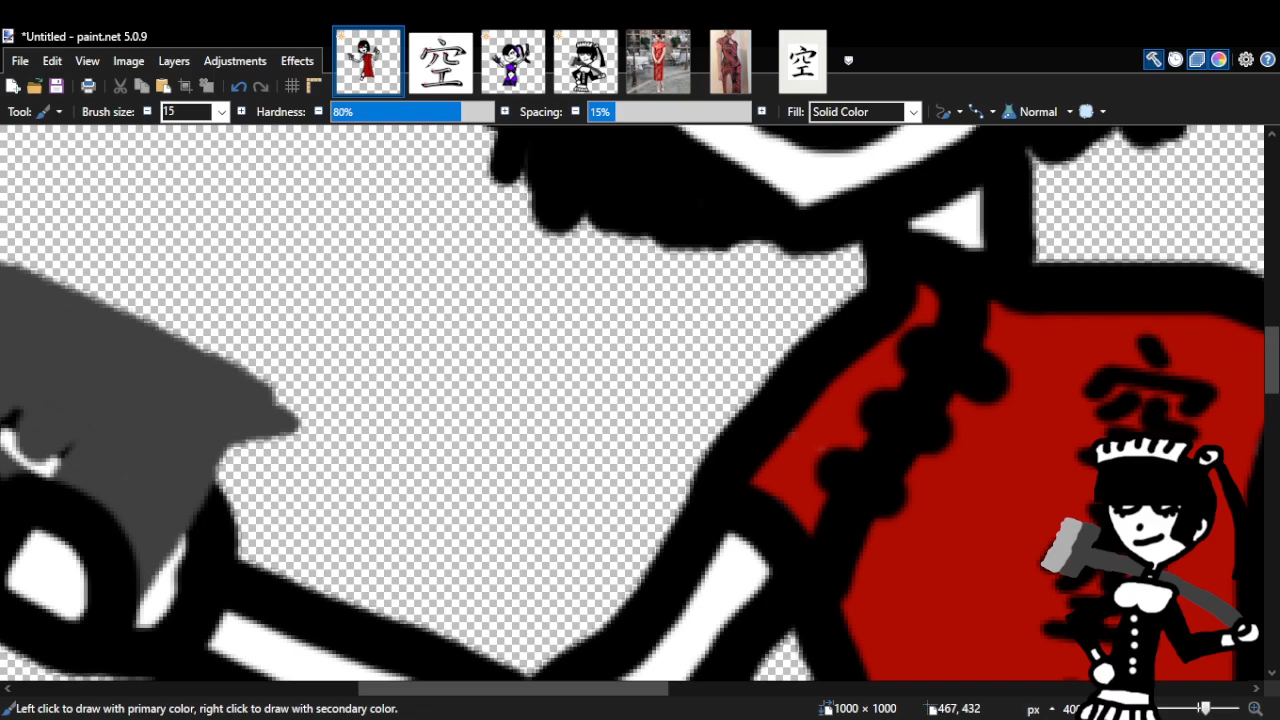 *Untitled - paint.net 5.0.9
File Edit View Image Layers Adjustments Effects
空
空
Tool: Brush size: 15 Hardness: 80% Spacing: 15% Fill: Solid Color Normal
空
Left click to draw with primary color, right click to draw with secondary color. 1000 × 1000 467, 432 px